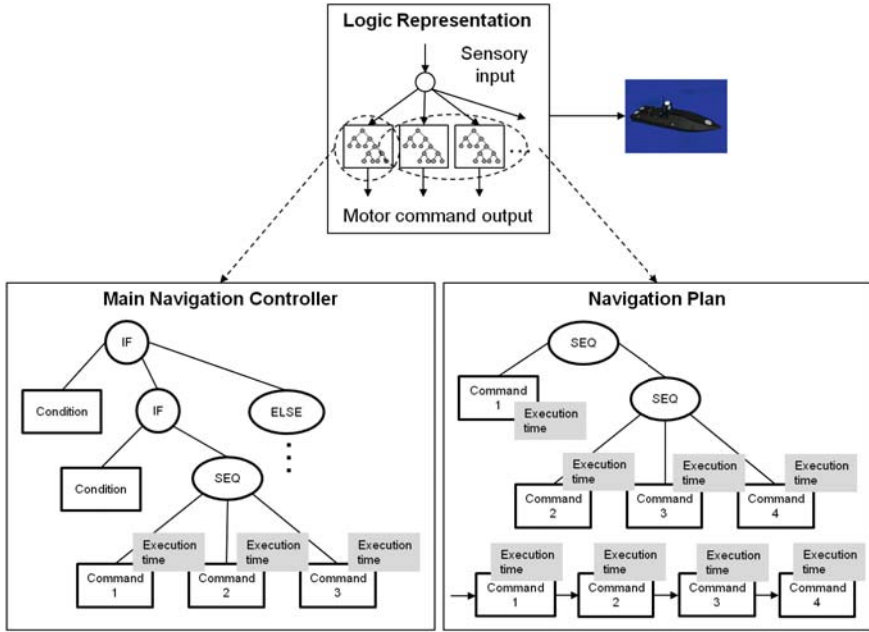 Logic Representation
Sensory
input
...
Motor command output
Main Navigation Controller
IF
Condition
IF
ELSE
Condition
SEQ
Execution
time
Execution
time
Execution
time
Command
1
Command
2
Command
3
Navigation Plan
SEQ
Command
1
Execution
time
SEQ
Execution
time
Execution
time
Execution
time
Command
2
Command
3
Command
4
Execution
time
Execution
time
Execution
time
Execution
time
Command
1
Command
2
Command
3
Command
4